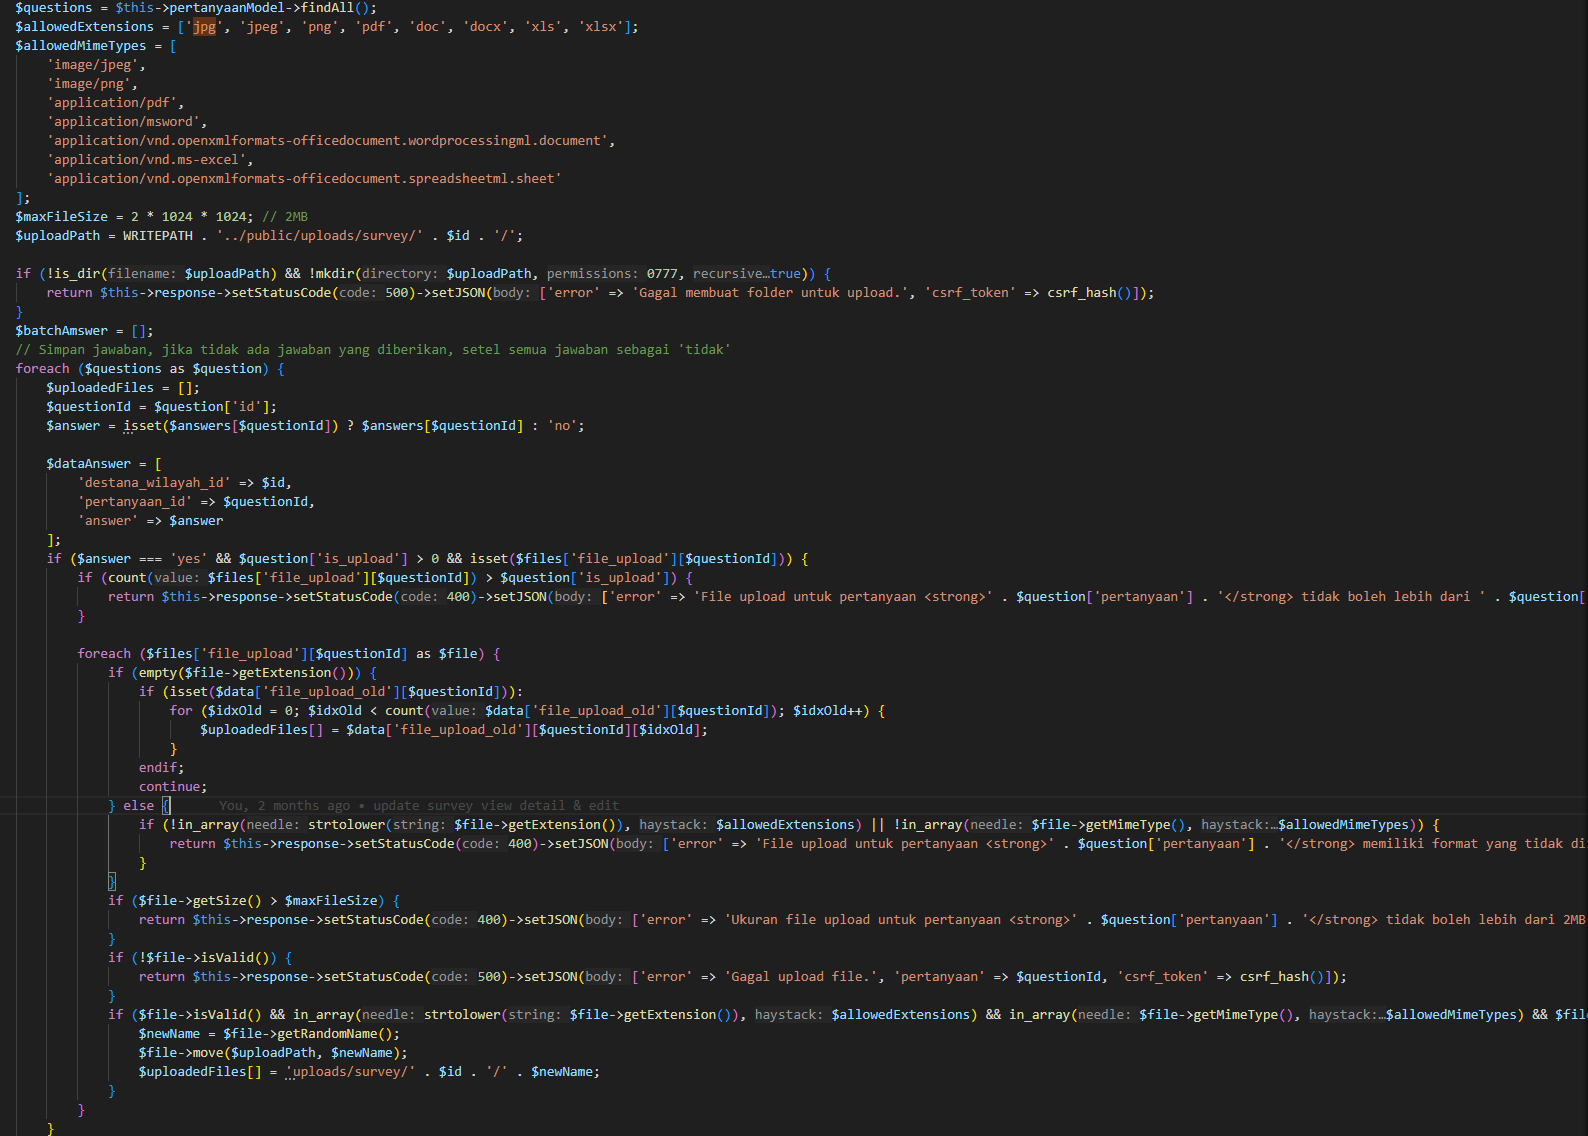 $questions = $this->pertanyaanModel->findAll();
$allowedExtensions = ['jpg', 'jpeg', 'png', 'pdf', 'doc', 'docx', 'xls', 'xlsx'];
$allowedMimeTypes = [
    'image/jpeg',
    'image/png',
    'application/pdf',
    'application/msword',
    'application/vnd.openxmlformats-officedocument.wordprocessingml.document',
    'application/vnd.ms-excel',
    'application/vnd.openxmlformats-officedocument.spreadsheetml.sheet'
];
$maxFileSize = 2 * 1024 * 1024; // 2MB
$uploadPath = WRITEPATH . '../public/uploads/survey/' . $id . '/';
if (!is_dir(filename: $uploadPath) && !mkdir(directory: $uploadPath, permissions: 0777, recursive…true)) {
    return $this->response->setStatusCode(code: 500)->setJSON(body: ['error' => 'Gagal membuat folder untuk upload.', 'csrf_token' => csrf_hash()]);
}
$batchAmswer = [];
// Simpan jawaban, jika tidak ada jawaban yang diberikan, setel semua jawaban sebagai 'tidak'
foreach ($questions as $question) {
    $uploadedFiles = [];
    $questionId = $question['id'];
    $answer = isset($answers[$questionId]) ? $answers[$questionId] : 'no';
    $dataAnswer = [
        'destana_wilayah_id' => $id,
        'pertanyaan_id' => $questionId,
        'answer' => $answer
    ];
    if ($answer === 'yes' && $question['is_upload'] > 0 && isset($files['file_upload'][$questionId])) {
        if (count(value: $files['file_upload'][$questionId]) > $question['is_upload']) {
            return $this->response->setStatusCode(code: 400)->setJSON(body: ['error' => 'File upload untuk pertanyaan <strong>' . $question['pertanyaan'] . '</strong> tidak boleh lebih dari ' . $question[
        }
        foreach ($files['file_upload'][$questionId] as $file) {
            if (empty($file->getExtension())) {
                if (isset($data['file_upload_old'][$questionId])):
                    for ($idxOld = 0; $idxOld < count(value: $data['file_upload_old'][$questionId]); $idxOld++) {
                        $uploadedFiles[] = $data['file_upload_old'][$questionId][$idxOld];
                    }
                endif;
                continue;
            } else { You, 2 months ago • update survey view detail & edit
                if (!in_array(needle: strtolower(string: $file->getExtension()), haystack: $allowedExtensions) || !in_array(needle: $file->getMimeType(), haystack:…$allowedMimeTypes)) {
                    return $this->response->setStatusCode(code: 400)->setJSON(body: ['error' => 'File upload untuk pertanyaan <strong>' . $question['pertanyaan'] . '</strong> memiliki format yang tidak di
                }
            }
            if ($file->getSize() > $maxFileSize) {
                return $this->response->setStatusCode(code: 400)->setJSON(body: ['error' => 'Ukuran file upload untuk pertanyaan <strong>' . $question['pertanyaan'] . '</strong> tidak boleh lebih dari 2MB
            }
            if (!$file->isValid()) {
                return $this->response->setStatusCode(code: 500)->setJSON(body: ['error' => 'Gagal upload file.', 'pertanyaan' => $questionId, 'csrf_token' => csrf_hash()]);
            }
            if ($file->isValid() && in_array(needle: strtolower(string: $file->getExtension()), haystack: $allowedExtensions) && in_array(needle: $file->getMimeType(), haystack:…$allowedMimeTypes) && $fil
                $newName = $file->getRandomName();
                $file->move($uploadPath, $newName);
                $uploadedFiles[] = 'uploads/survey/' . $id . '/' . $newName;
            }
        }
    }